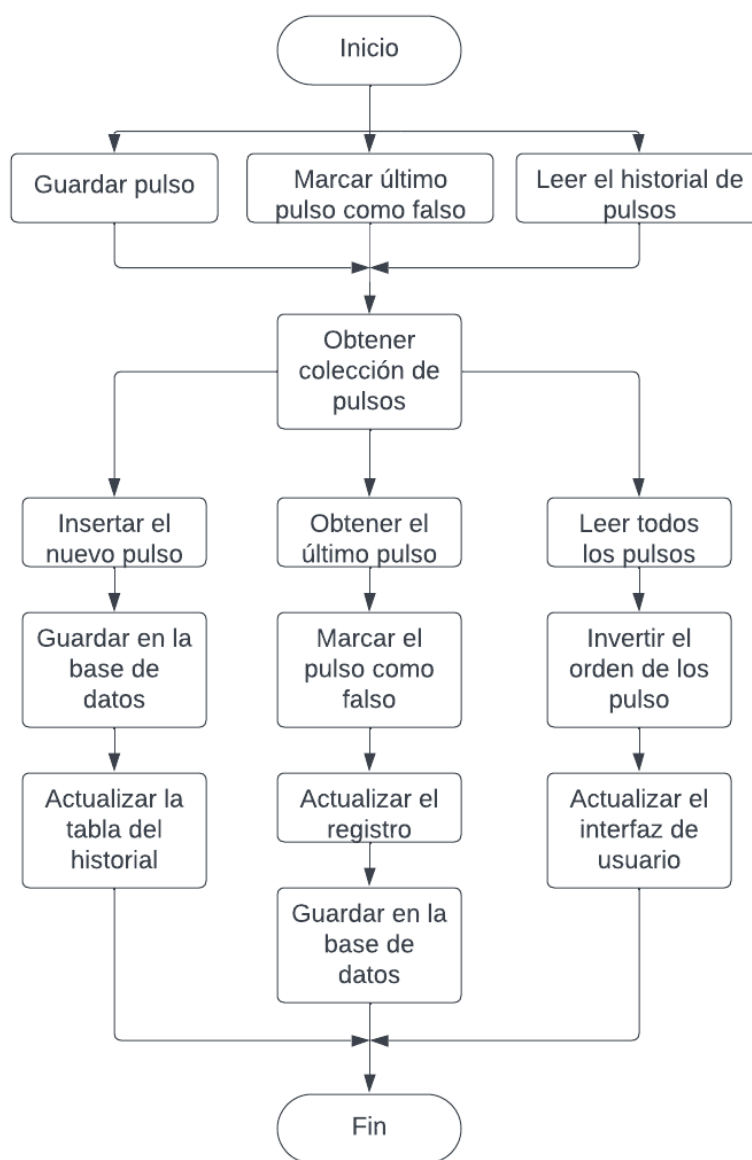 Inicio
Guardar pulso
Marcar último
pulso como falso
Leer el historial de
pulsos
Obtener
colección de
pulsos
Insertar el
nuevo pulso
Obtener el
último pulso
Leer todos
los pulsos
Guardar en la
base de
datos
Marcar el
pulso como
falso
Invertir el
orden de los
pulso
Actualizar la
tabla del
historial
Actualizar el
registro
Actualizar el
interfaz de
usuario
Guardar en la
base de
datos
Fin